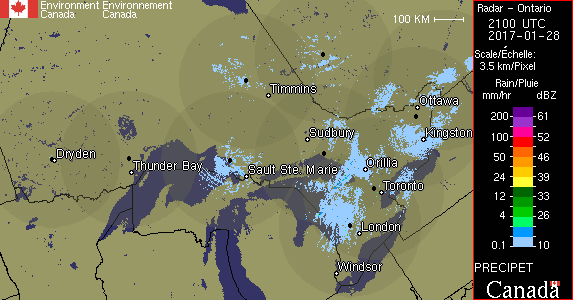 Environment Environnement
Canada Canada
100 KM
Timmins
Ottawa
Sudbury
Kingston
Dryden
Thunder Bay
Sault Ste. Marie
Orillia
Toronto
London
Windsor
Radar - Ontario
2100 UTC
2017-01-28
Scale/Échelle:
3.5 km/Pixel
Rain/Pluie
mm/hr dBZ
200 61
100 52
50 46
24 39
12 33
4 26
0.1 10
PRECIPET
Canada